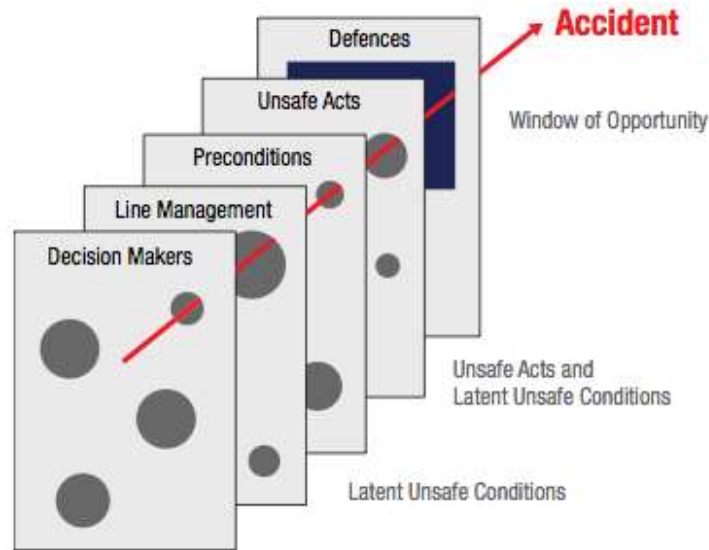 Accident
Defences
Window of Opportunity
Unsafe Acts
Preconditions
Line Management
Decision Makers
Unsafe Acts and
Latent Unsafe Conditions
Latent Unsafe Conditions